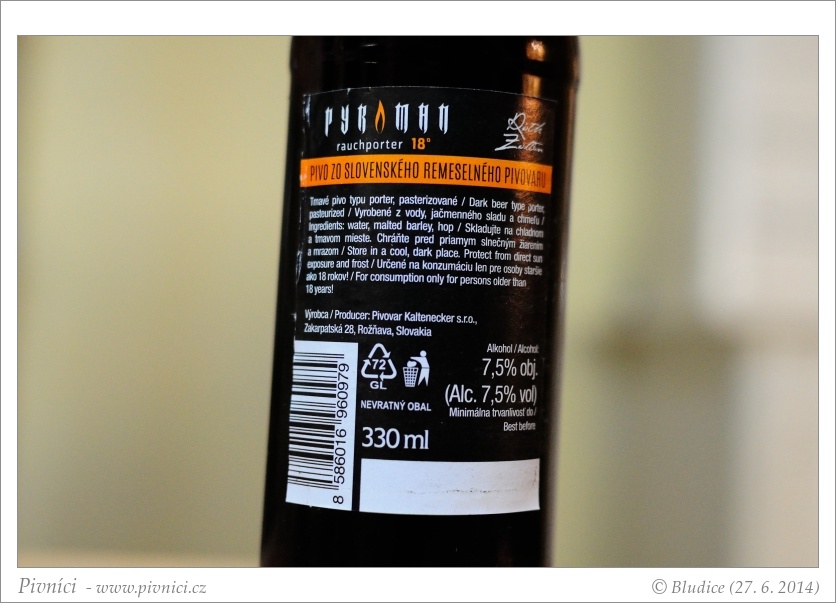 PYROMAN
rauchporter 18°
PIVO ZO SLOVENSKÉHO REMESELNÉHO PIVOVARU
Tmavé pivo typu porter, pasterizované / Dark beer type porter,
pasteurized / Vyrobené z vody, jačmenného sladu a chmeľu /
Ingredients: water, malted barley, hop / Skladujte na chladnom
a tmavom mieste. Chráňte pred priamym slnečným žiarením
a mrazom / Store in a cool, dark place. Protect from direct sun
exposure and frost / Určené na konzumáciu len pre osoby staršie
ako 18 rokov! / For consumption only for persons older than
18 years!
Výrobca / Producer: Pivovar Kaltenecker s.r.o.,
Zakarpatská 28, Rožňava, Slovakia
72
GL
NEVRATNÝ OBAL
330 ml
Alkohol / Alcohol:
7,5% obj.
(Alc. 7,5% vol)
Minimálna trvanlivosť do /
Best before
8 586016 960979
Pivníci - www.pivnici.cz
© Bludice (27. 6. 2014)